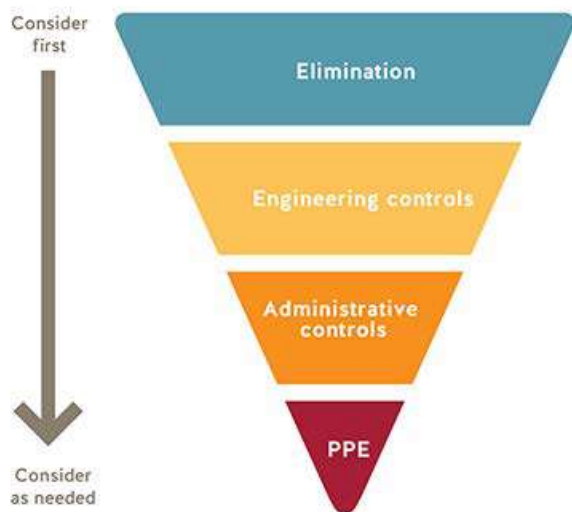 Consider
first
Elimination
Engineering controls
Administrative
controls
PPE
Consider
as needed